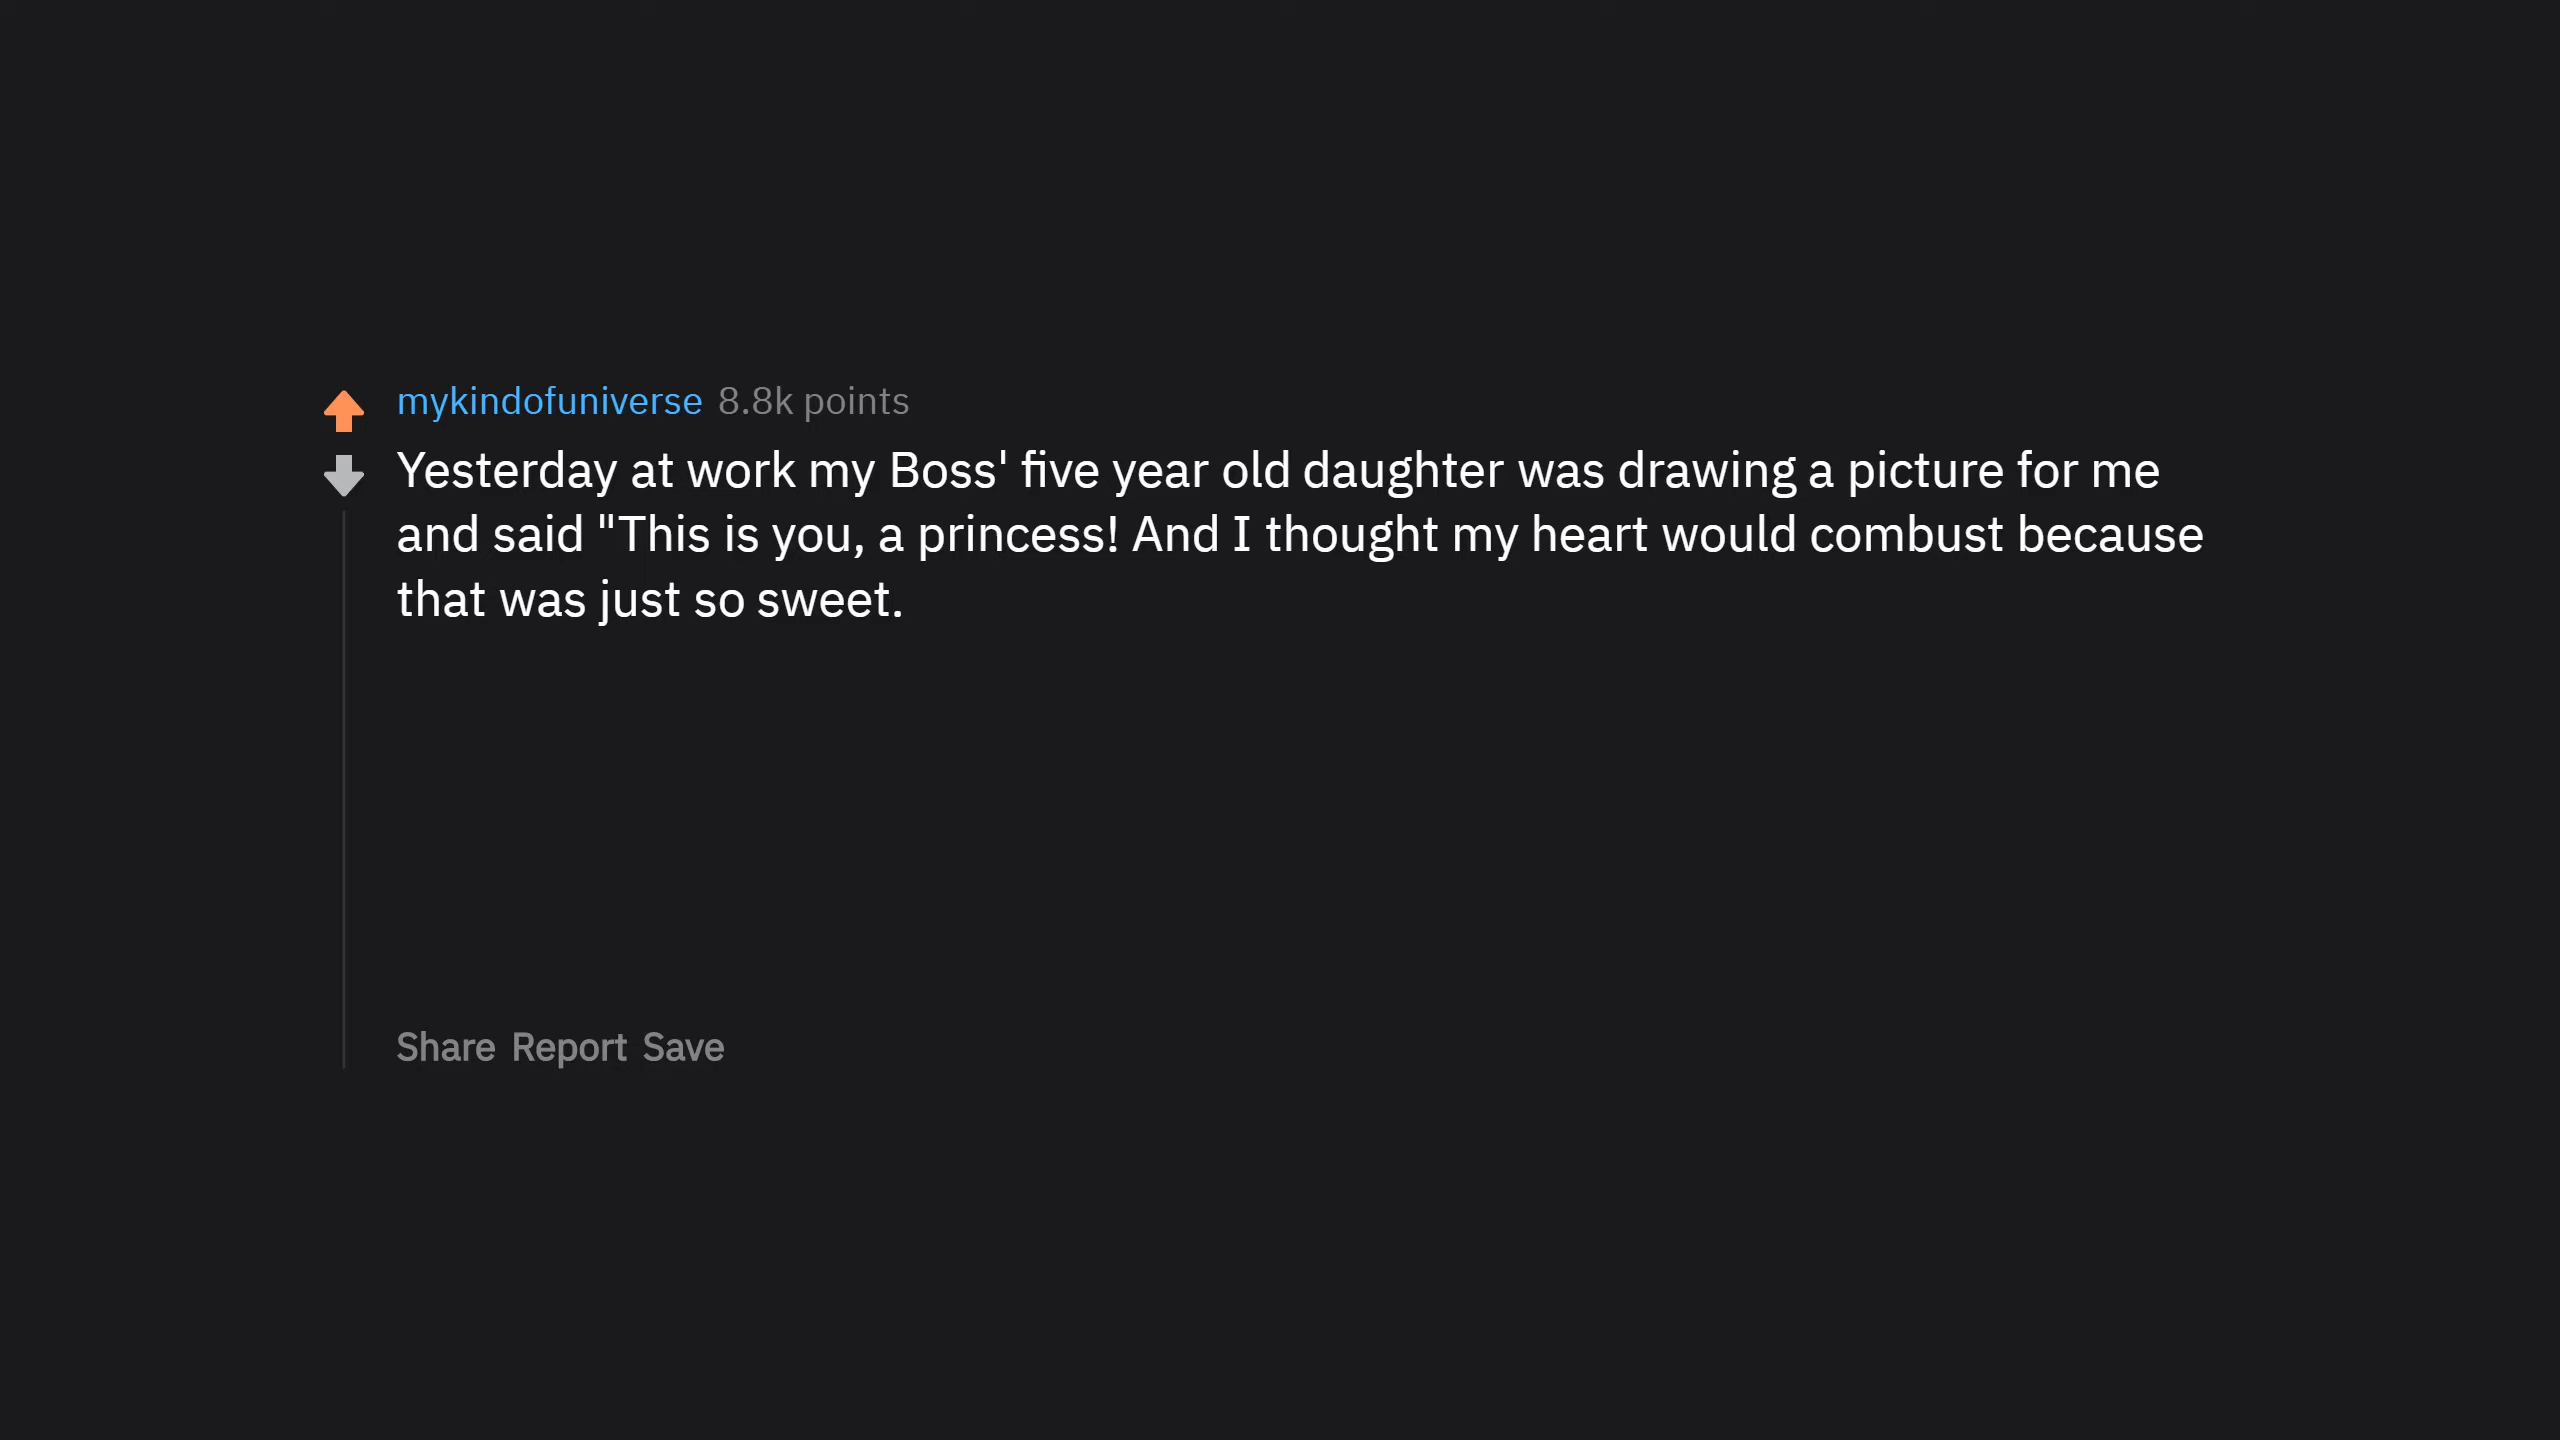 mykindofuniverse 8.8k points
Yesterday at work my Boss' five year old daughter was drawing a picture for me
and said "This is you, a princess! And I thought my heart would combust because
that was just so sweet.
Share Report Save